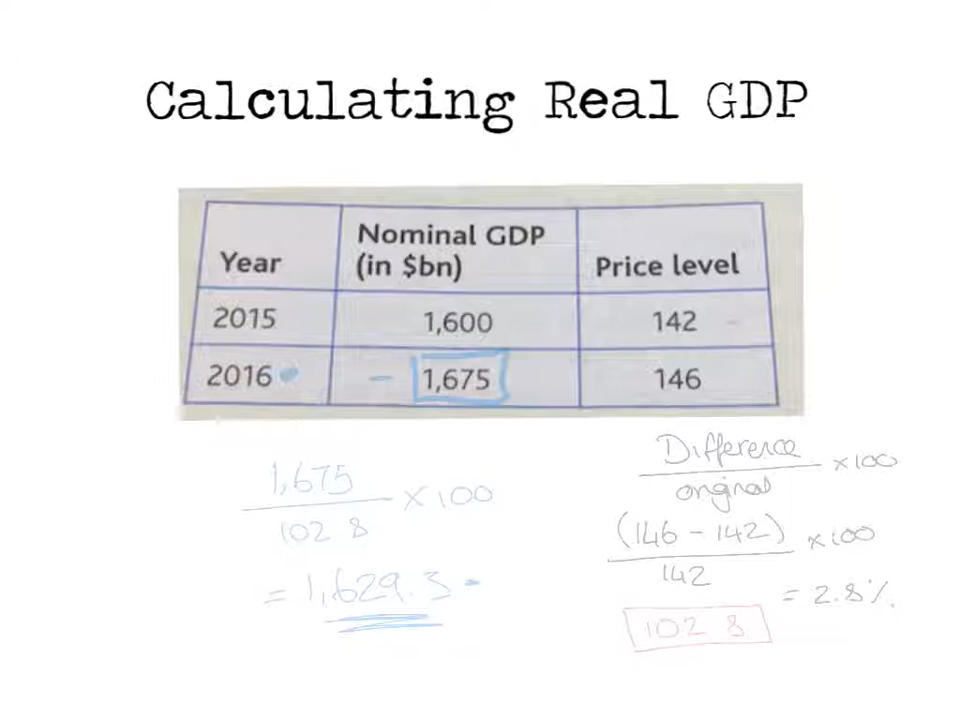 Calculating Real GDP
Year Nominal GDP (in $bn) Price level
2015 1,600 142
2016 1,675 146
1,675
102 8
× 100
= 1,629.3
Difference
original
× 100
(146 - 142)
142
× 100
= 2.8%
102 8